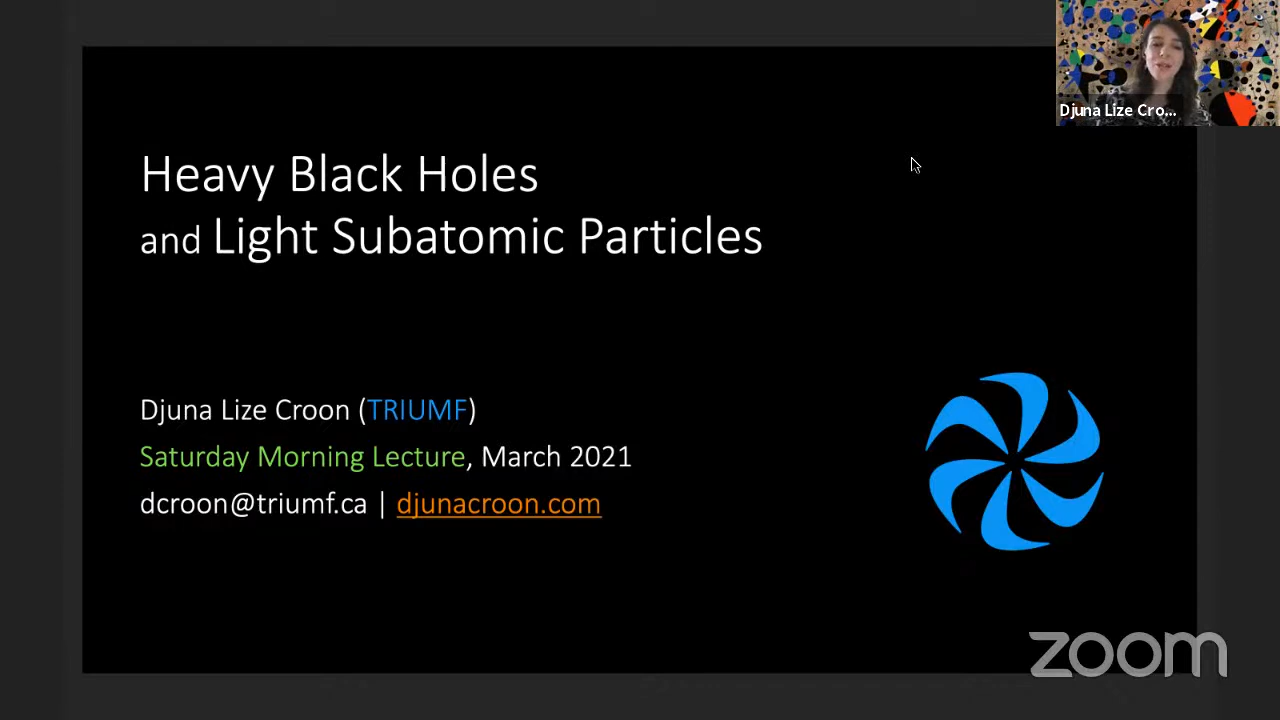 Djuna Lize Cro...
Heavy Black Holes
and Light Subatomic Particles
Djuna Lize Croon (TRIUMF)
Saturday Morning Lecture, March 2021
dcroon@triumf.ca | djunacroon.com
zoom